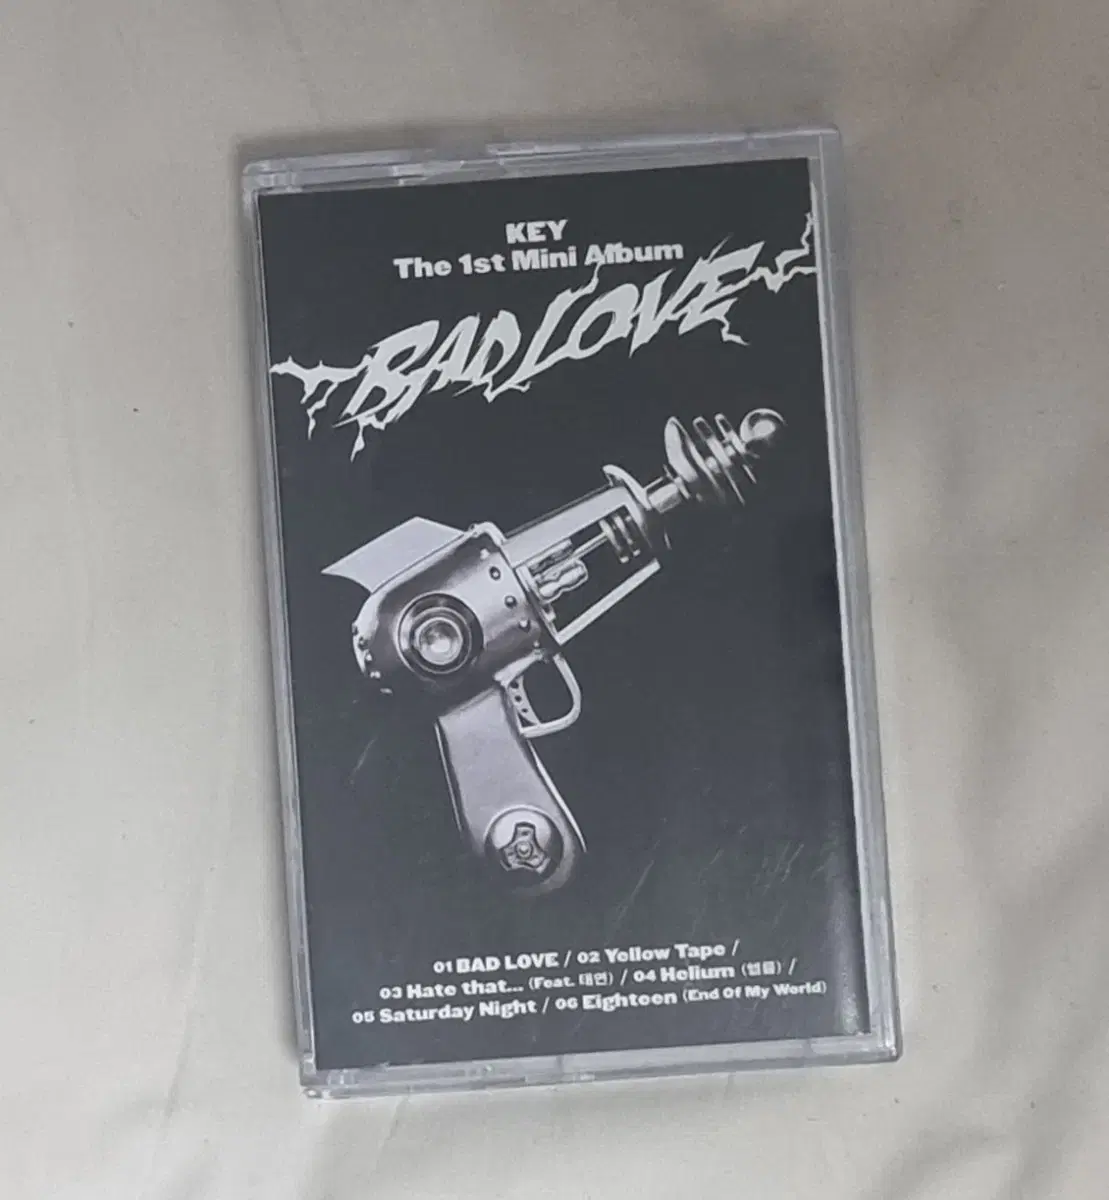 KEY
The 1st Mini Album
BAD LOVE
01 BAD LOVE / 02 Yellow Tape /
03 Hate that... (Feat. 태연) / 04 Helium (헬륨) /
05 Saturday Night / 06 Eighteen (End Of My World)